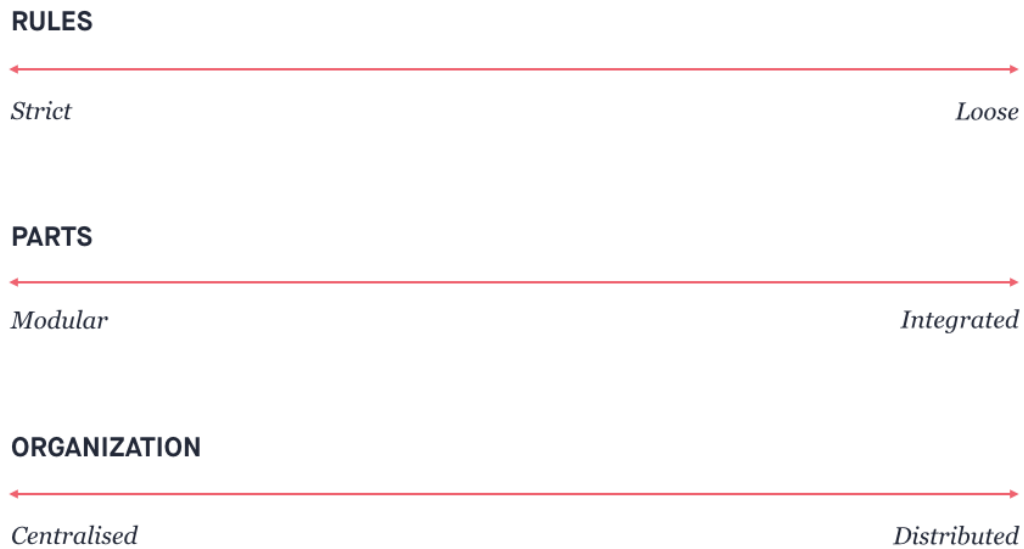 RULES
Strict Loose
PARTS
Modular Integrated
ORGANIZATION
Centralised Distributed